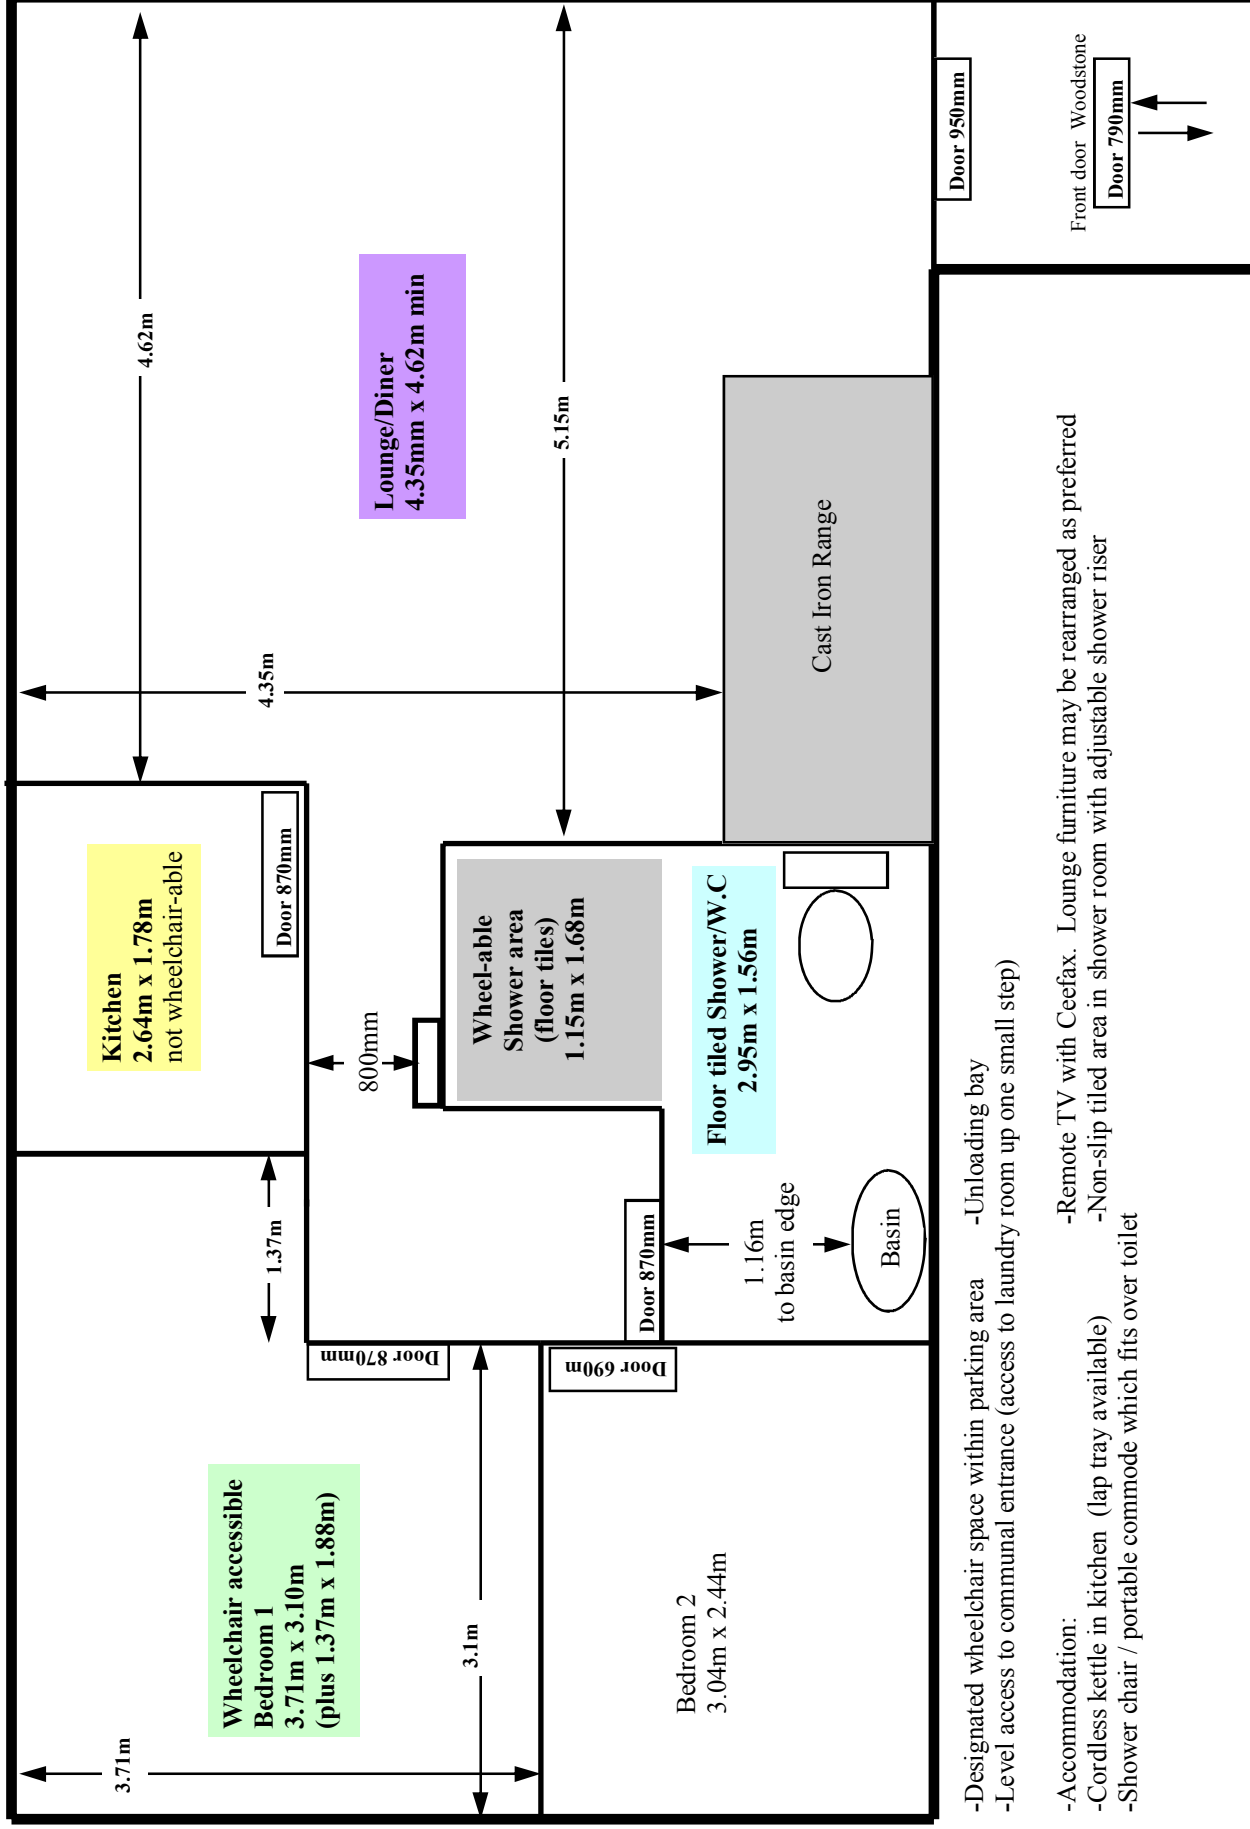 Wheelchair accessible
Bedroom 1
3.71m x 3.10m
(plus 1.37m x 1.88m)
3.71m
3.1m
1.37m
Kitchen
2.64m x 1.78m
not wheelchair-able
Door 870mm
4.62m
Lounge/Diner
4.35mm x 4.62m min
4.35m
5.15m
800mm
Door 870mm
Door 690m
Door 870mm
Wheel-able
Shower area
(floor tiles)
1.15m x 1.68m
Floor tiled Shower/W.C
2.95m x 1.56m
1.16m
to basin edge
Basin
Bedroom 2
3.04m x 2.44m
Cast Iron Range
Door 950mm
Front door Woodstone
Door 790mm
-Designated wheelchair space within parking area -Unloading bay
-Level access to communal entrance (access to laundry room up one small step)
-Accommodation: -Remote TV with Ceefax. Lounge furniture may be rearranged as preferred
-Cordless kettle in kitchen (lap tray available) -Non-slip tiled area in shower room with adjustable shower riser
-Shower chair / portable commode which fits over toilet